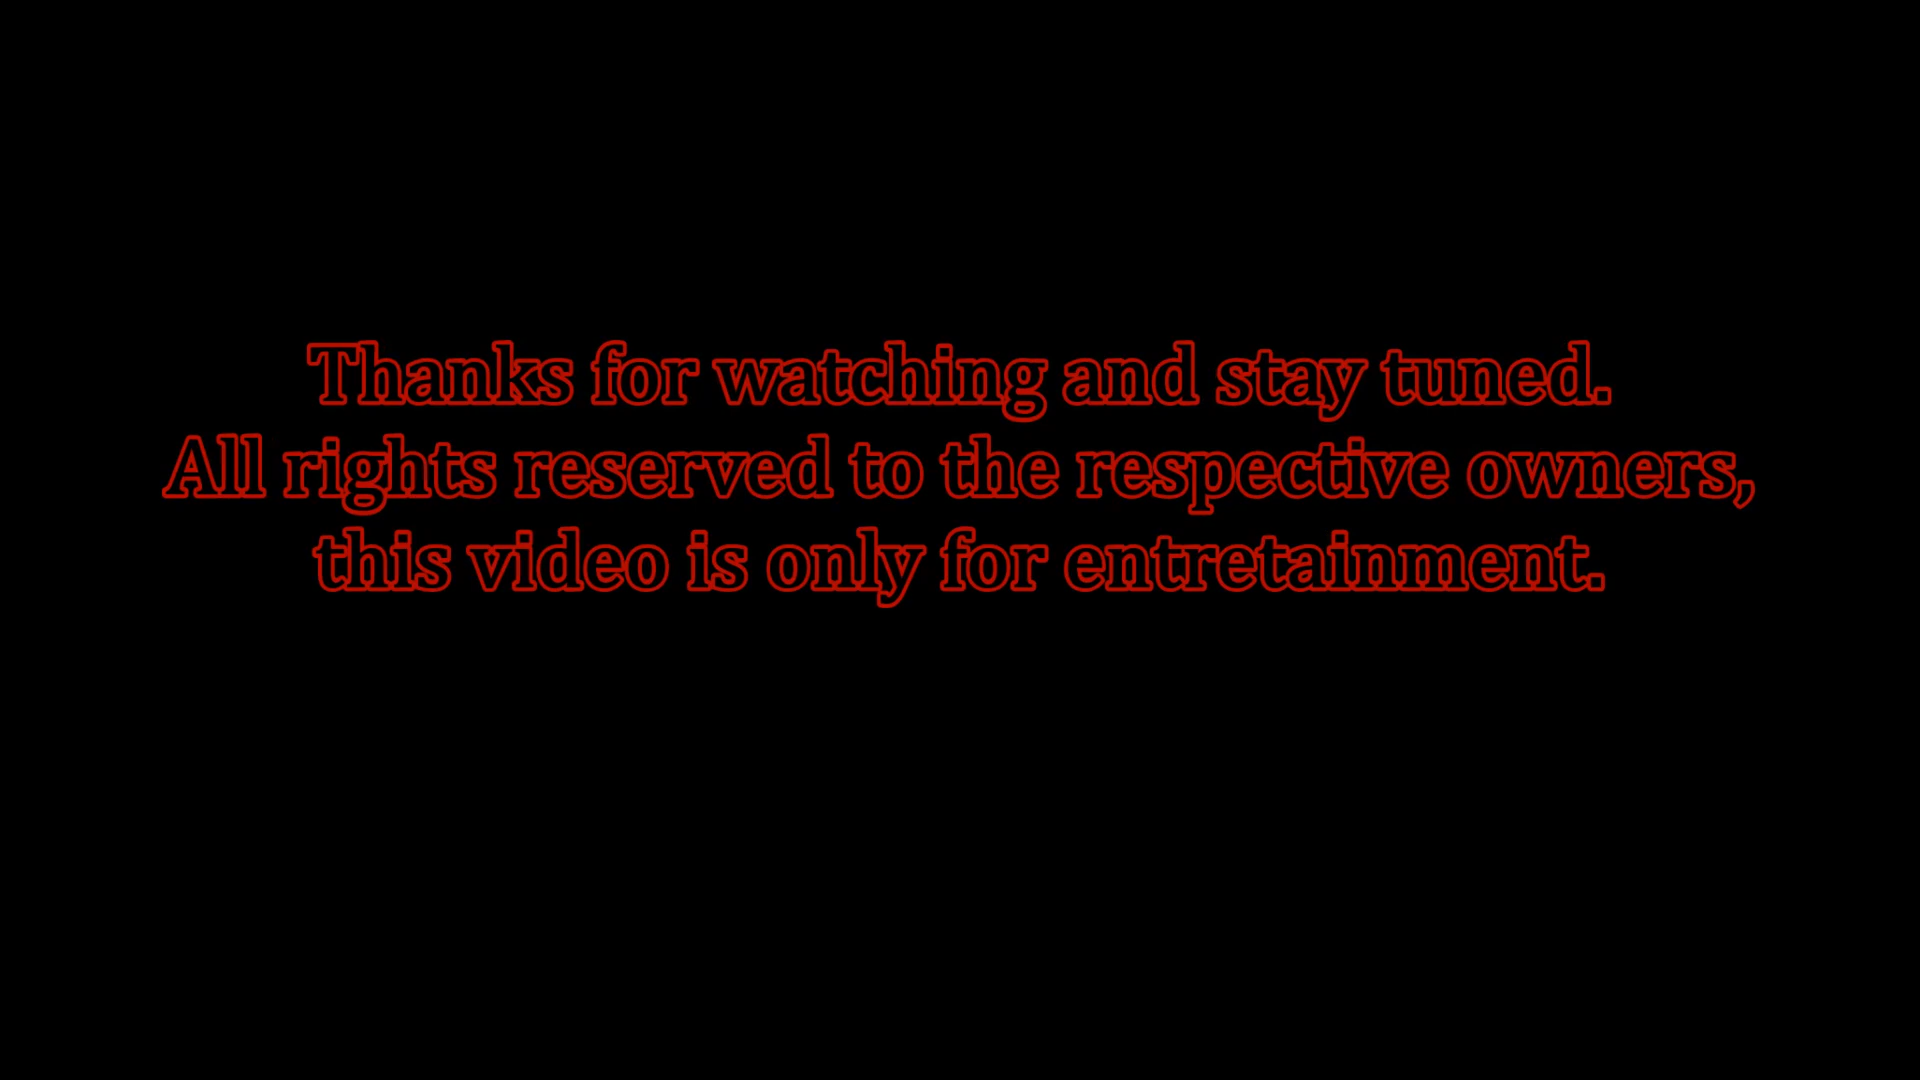 Thanks for watching and stay tuned.
All rights reserved to the respective owners,
this video is only for entretainment.